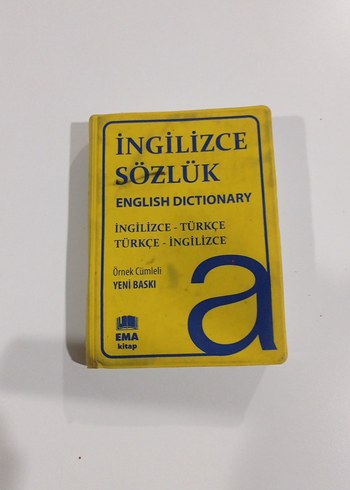 İNGİLİZCE
SÖZLÜK
ENGLISH DICTIONARY
İNGİLİZCE - TÜRKÇE
TÜRKÇE - İNGİLİZCE
Örnek Cümleli
YENİ BASKI
a
EMA
kitap